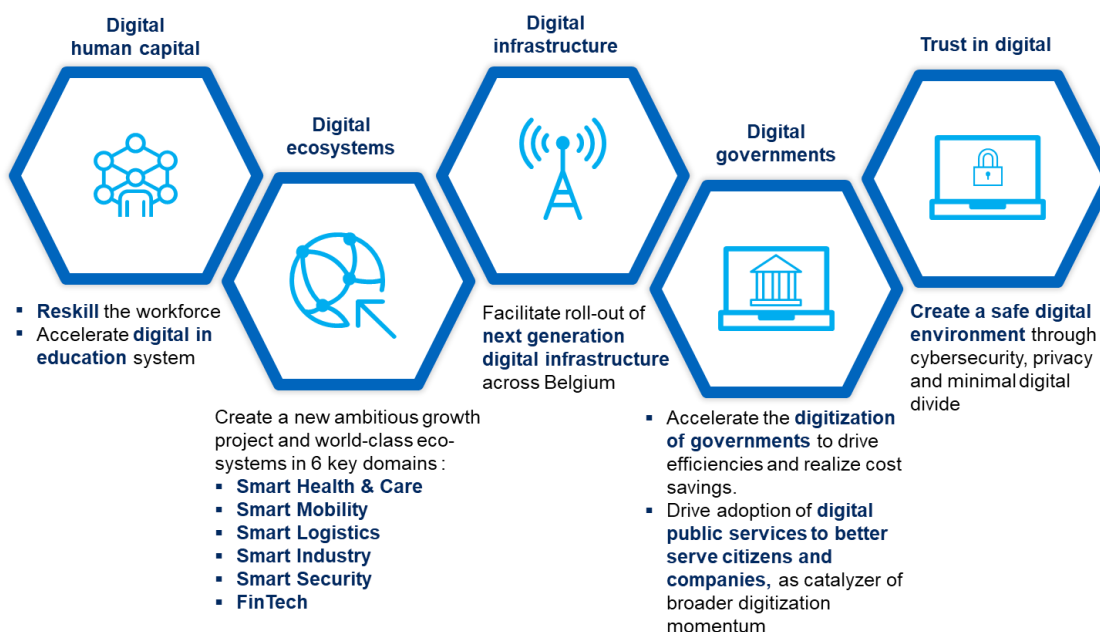 Digital
human capital
▪ Reskill the workforce
▪ Accelerate digital in
education system
Digital
ecosystems
Create a new ambitious growth
project and world-class eco-
systems in 6 key domains :
▪ Smart Health & Care
▪ Smart Mobility
▪ Smart Logistics
▪ Smart Industry
▪ Smart Security
▪ FinTech
Digital
infrastructure
Facilitate roll-out of
next generation
digital infrastructure
across Belgium
Digital
governments
▪ Accelerate the digitization
of governments to drive
efficiencies and realize cost
savings.
▪ Drive adoption of digital
public services to better
serve citizens and
companies, as catalyzer of
broader digitization
momentum
Trust in digital
Create a safe digital
environment through
cybersecurity, privacy
and minimal digital
divide